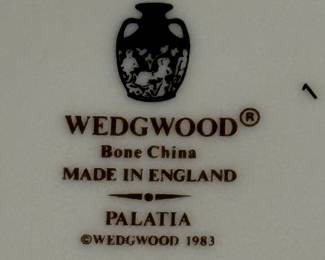 WEDGWOOD®
Bone China
MADE IN ENGLAND
PALATIA
©WEDGWOOD 1983